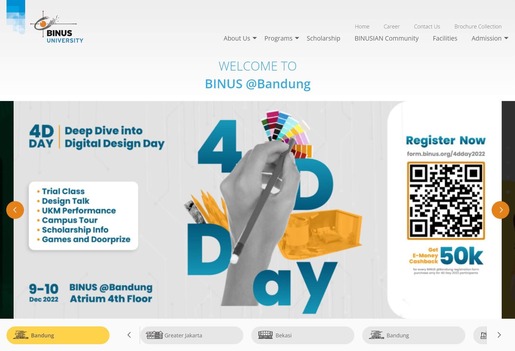 BINUS
UNIVERSITY
Home Career Contact Us Brochure Collection
About Us Programs Scholarship BINUSIAN Community Facilities Admission
WELCOME TO
BINUS @Bandung
4D
DAY
Deep Dive into
Digital Design Day
• Trial Class
• Design Talk
• UKM Performance
• Campus Tour
• Scholarship Info
• Games and Doorprize
9-10
Dec 2022
BINUS @Bandung
Atrium 4th Floor
4
D
D
ay
Register Now
form.binus.org/4dday2022
Get
E-Money
Cashback
50k
Bandung
Greater Jakarta
Bekasi
Bandung